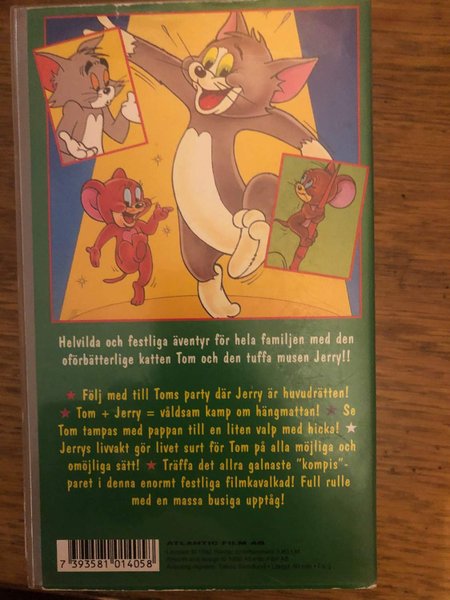 Helvilda och festliga äventyr för hela familjen med den
oförbätterlige katten Tom och den tuffa musen Jerry!!
★ Följ med till Toms party där Jerry är huvudrätten!
★ Tom + Jerry = våldsam kamp om hängmattan! ★ Se
Tom tampas med pappan till en liten valp med hicka! ★
Jerrys livvakt gör livet surt för Tom på alla möjliga och
omöjliga sätt! ★ Träffa det allra galnaste "kompis"-
paret i denna enormt festliga filmkavalkad! Full rulle
med en massa busiga upptåg!
ATLANTIC FILM AB
7 393581 014058